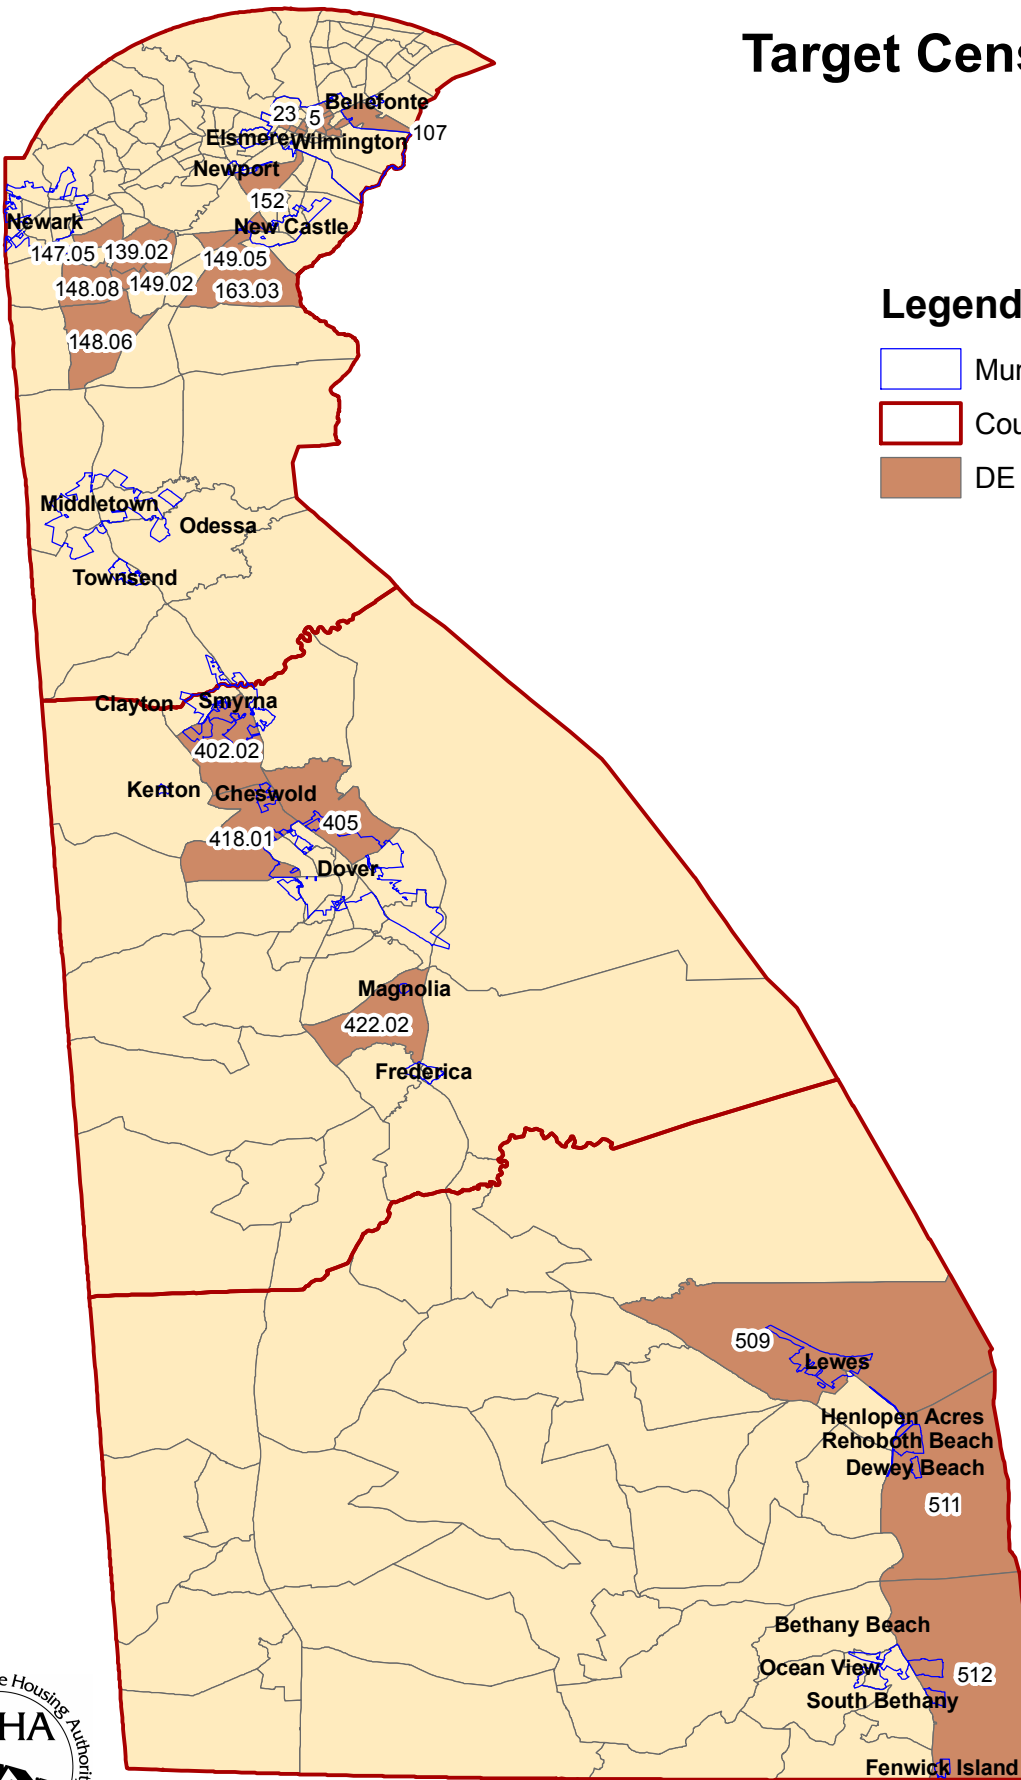 Target Cens
Bellefonte
23
5
107
Elsmere
Wilmington
Newport
152
Newark
New Castle
147.05
139.02
149.05
148.08
149.02
163.03
148.06
Legend
Mun
Cou
DE
Middletown
Odessa
Townsend
Clayton
Smyrna
402.02
Kenton
Cheswold
405
418.01
Dover
Magnolia
422.02
Frederica
509
Lewes
Henlopen Acres
Rehoboth Beach
Dewey Beach
511
Bethany Beach
Ocean View
512
South Bethany
Fenwick Island
e Housing Authori
HA